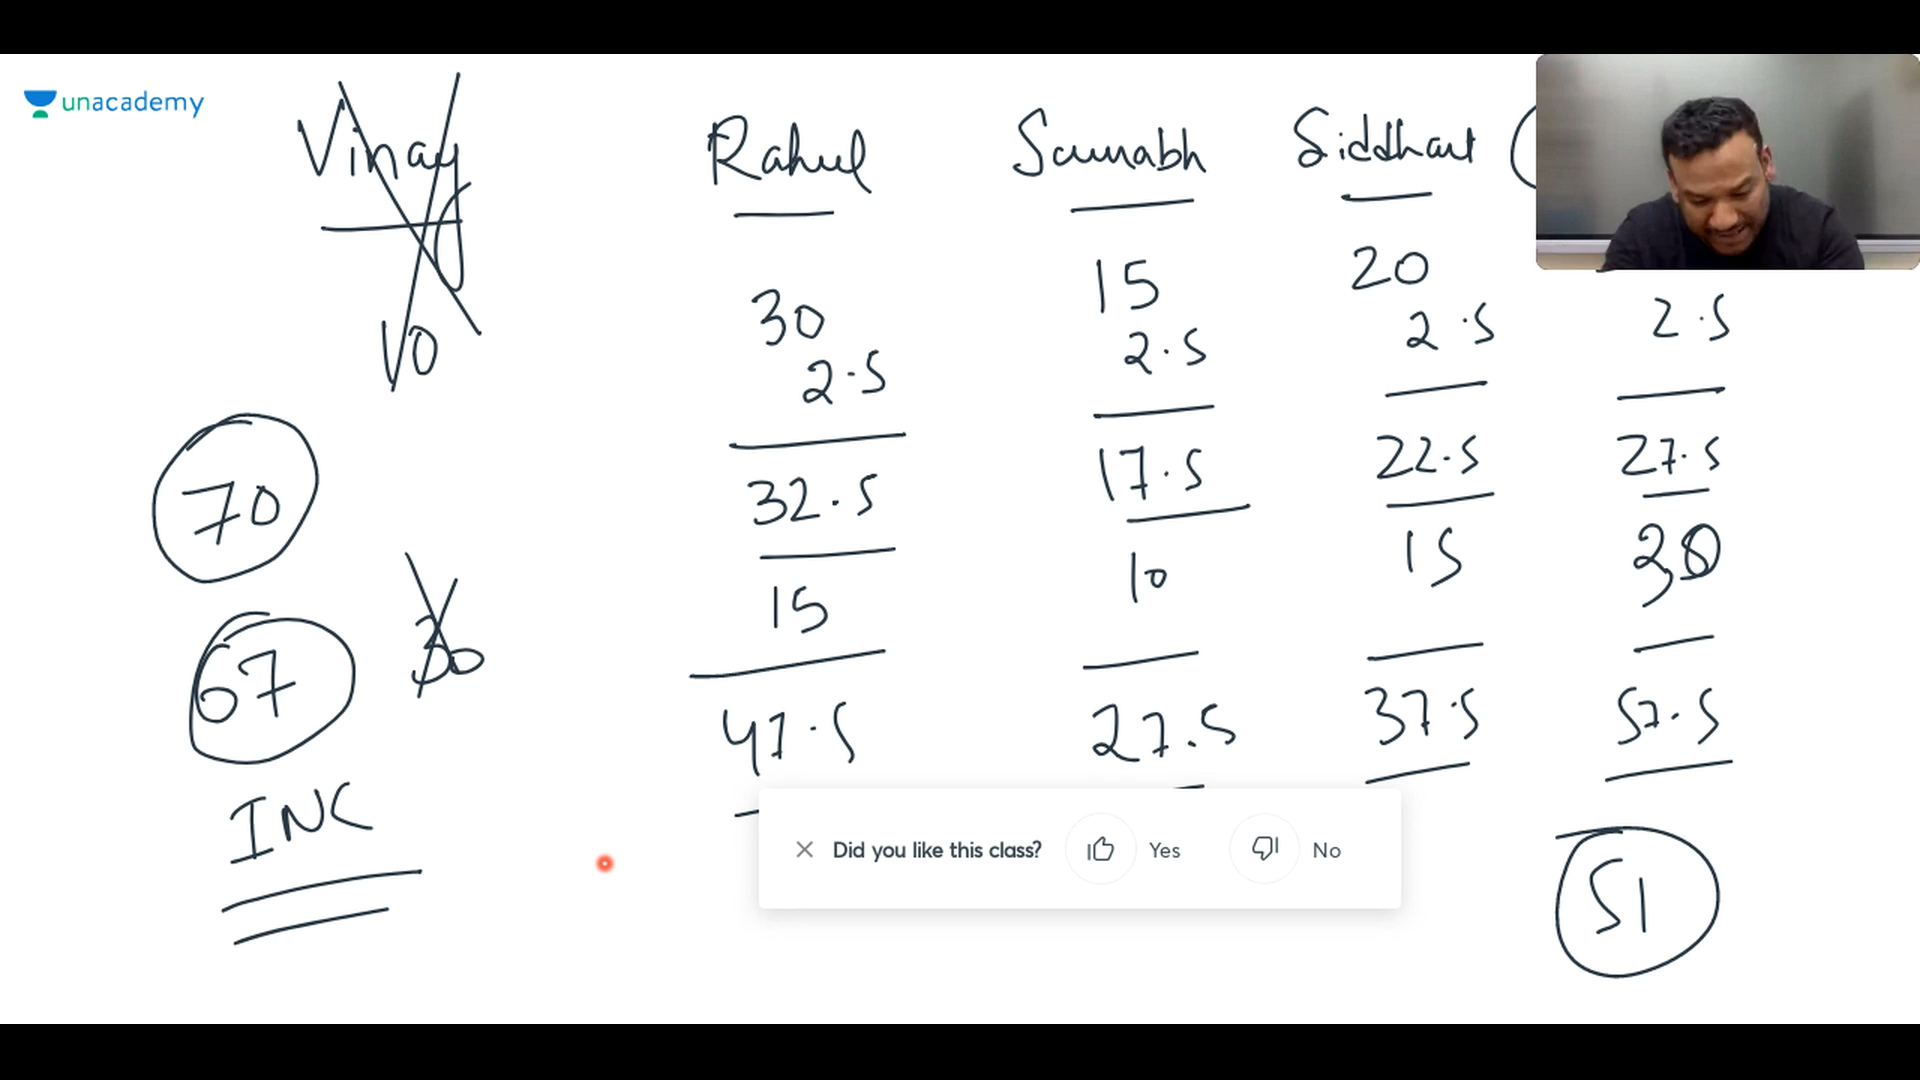 unacademy
Vinay Rahul Saurabh Siddhart (
10 30 15 20
2.5 2.5 2.5 2.5
70 32.5 17.5 22.5 27.5
15 10 15 30
67 30 47.5 27.5 37.5 57.5
INC
Did you like this class? Yes No
51